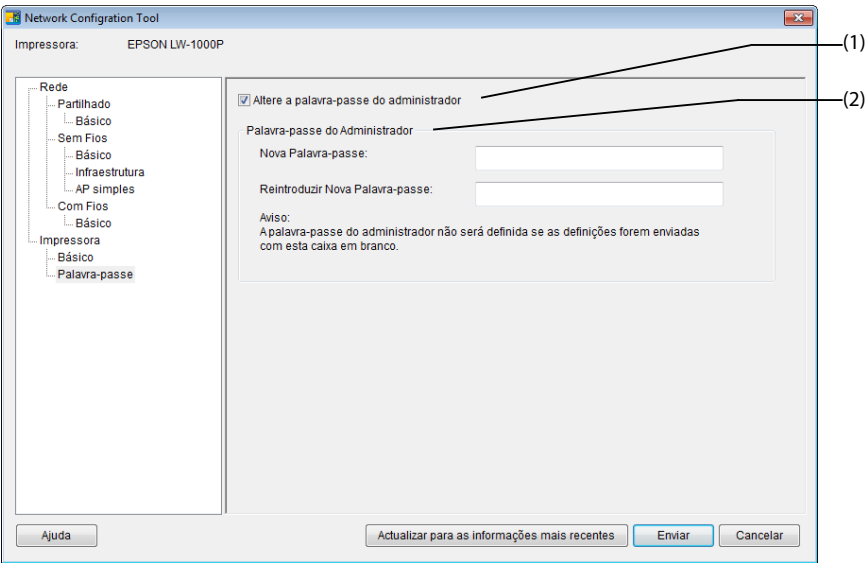 Network Configration Tool
Impressora: EPSON LW-1000P
(1)
Rede
Partilhado
Básico
Sem Fios
Básico
Infraestrutura
AP simples
Com Fios
Básico
Impressora
Básico
Palavra-passe
Altere a palavra-passe do administrador
(2)
Palavra-passe do Administrador
Nova Palavra-passe:
Reintroduzir Nova Palavra-passe:
Aviso:
A palavra-passe do administrador não será definida se as definições forem enviadas
com esta caixa em branco.
Ajuda
Actualizar para as informações mais recentes
Enviar
Cancelar